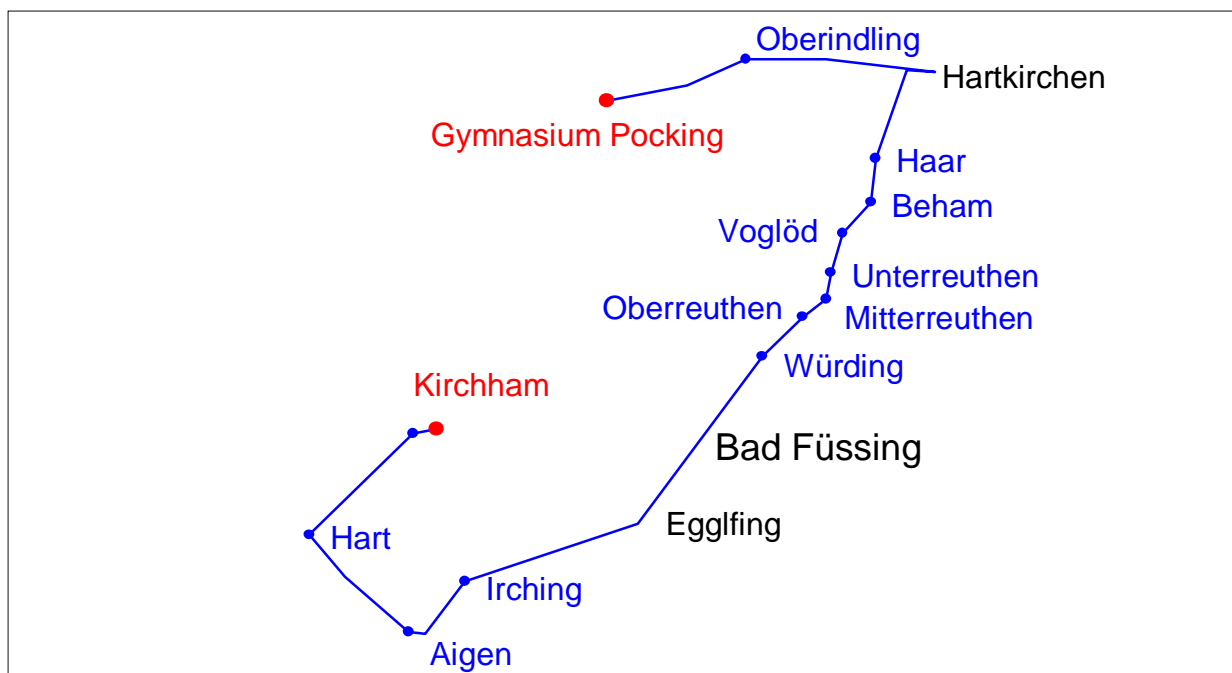 Oberindling
Hartkirchen
Gymnasium Pocking
Haar
Beham
Voglöd
Unterreuthen
Oberreuthen
Mitterreuthen
Würding
Kirchham
Bad Füssing
Egglfing
Hart
Irching
Aigen